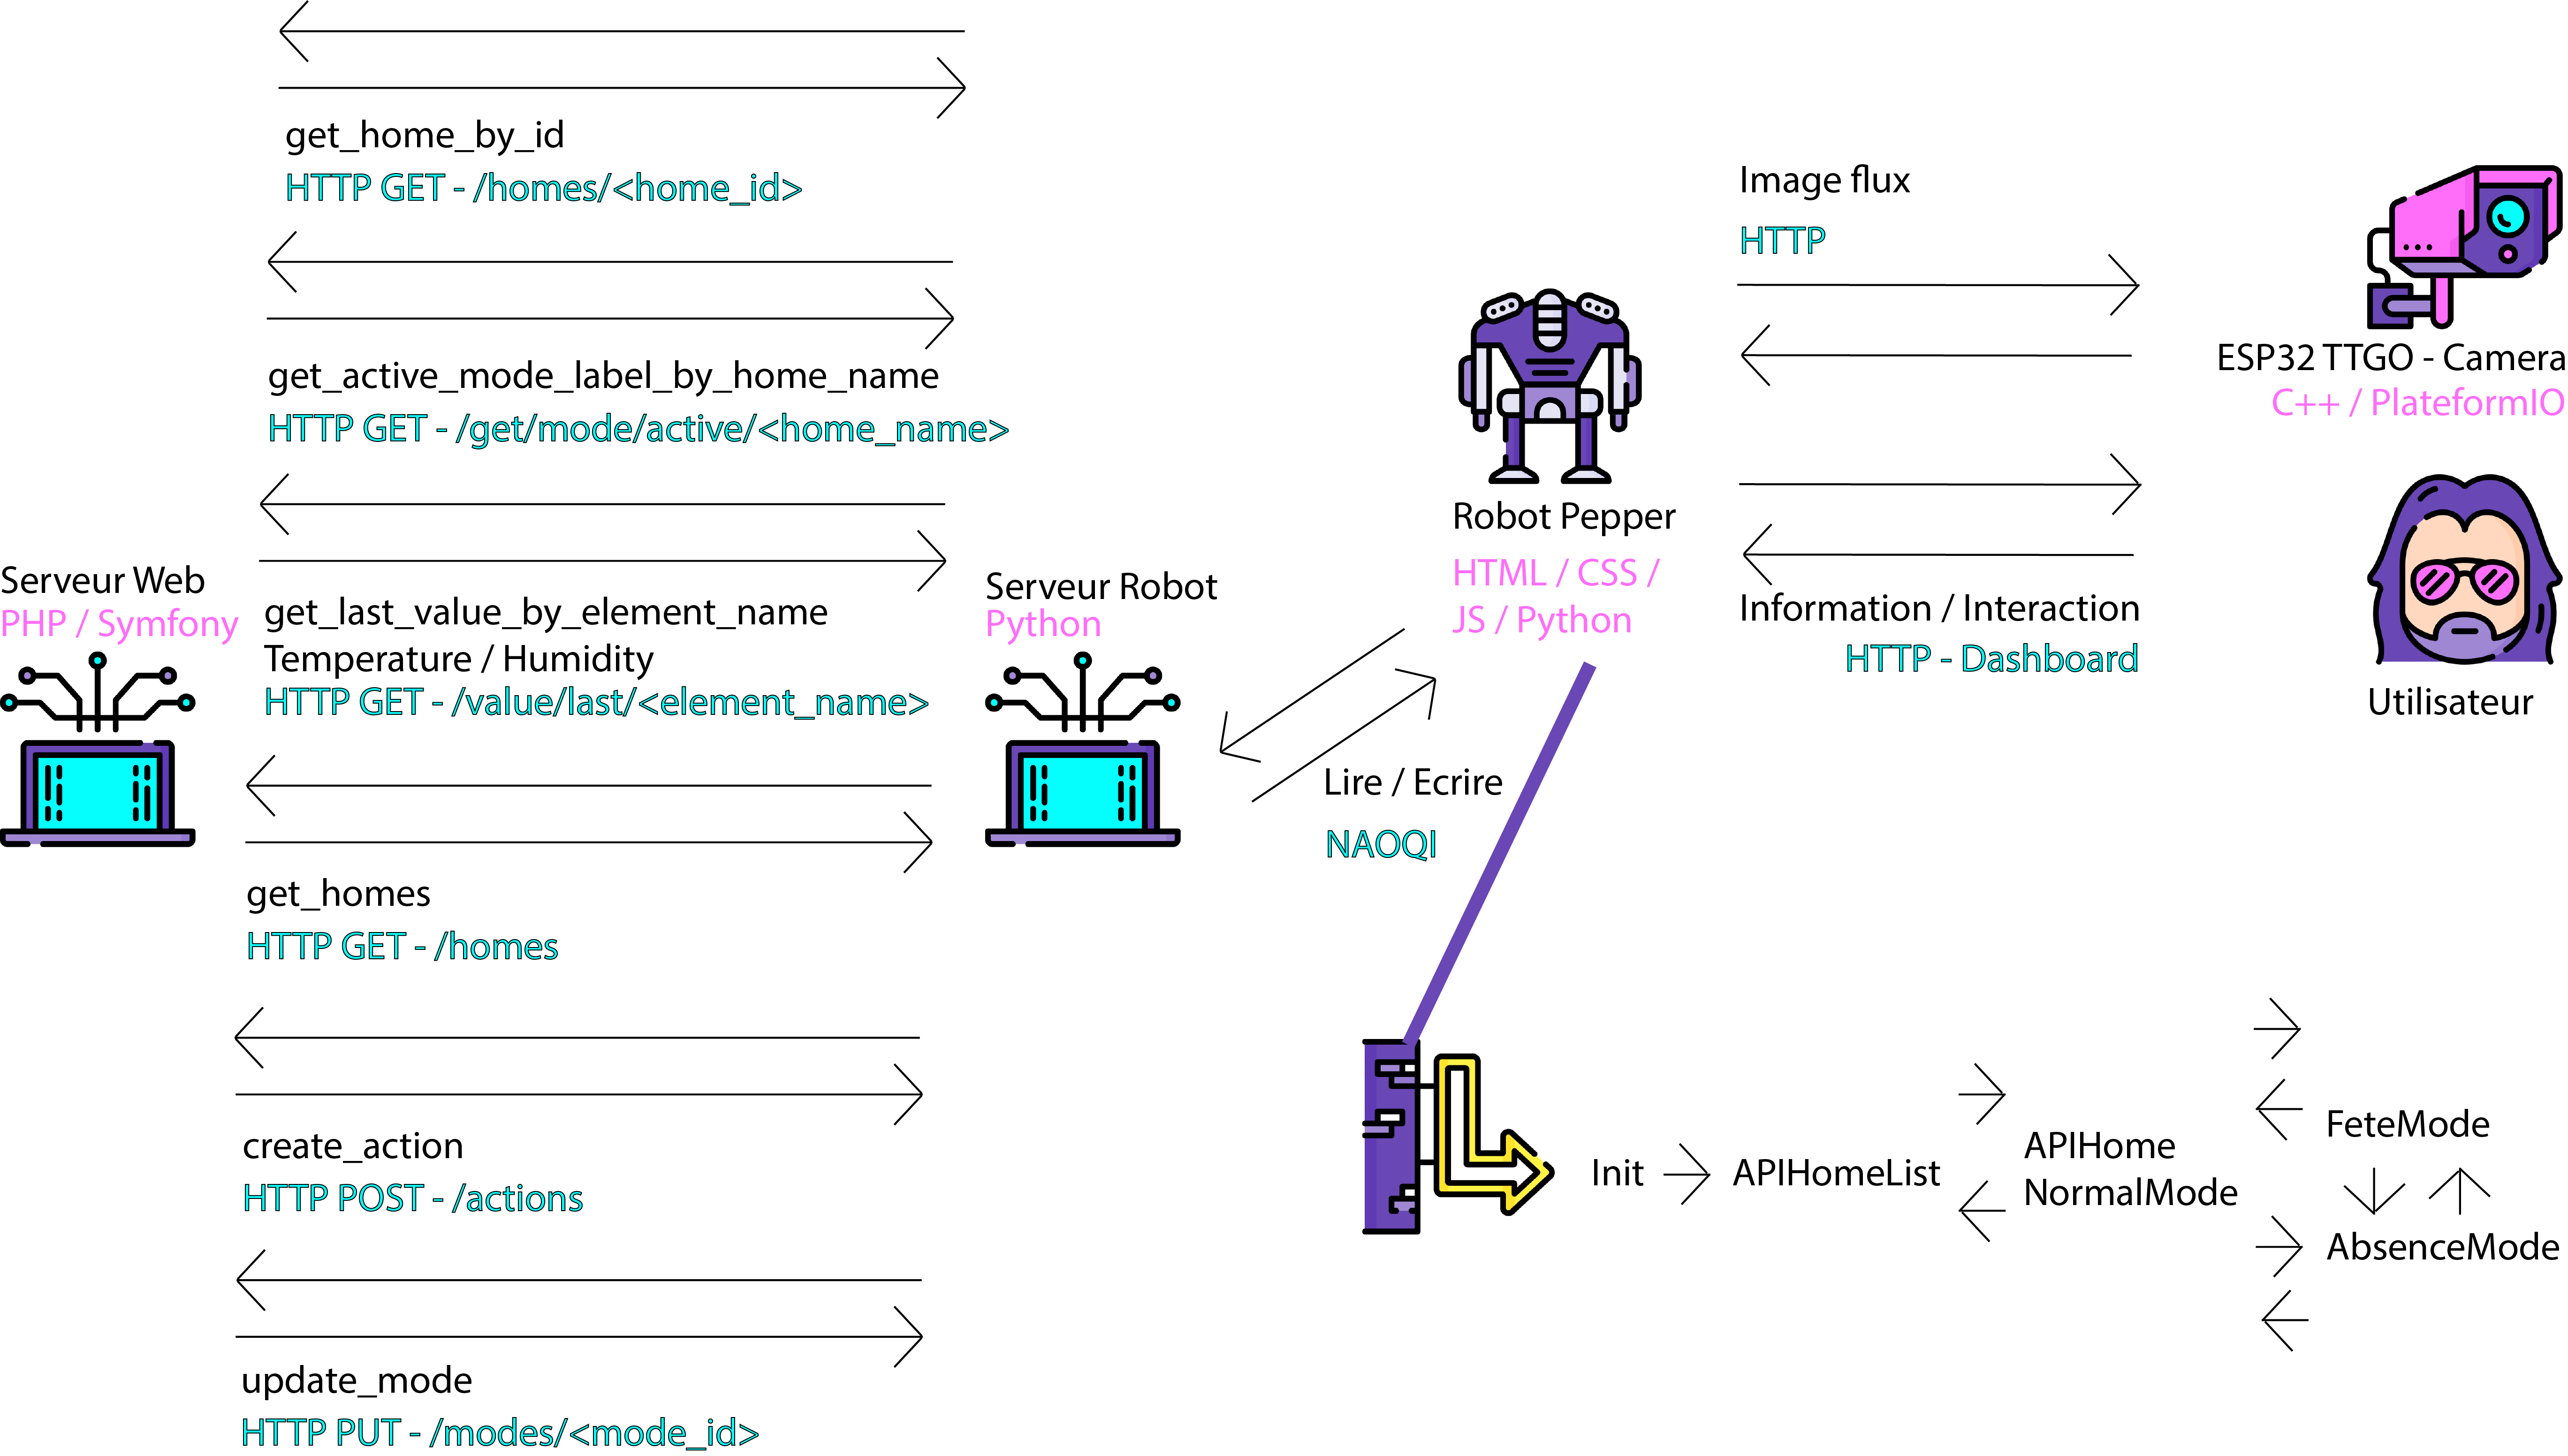 get_home_by_id
HTTP GET - /homes/<home_id>
get_active_mode_label_by_home_name
HTTP GET - /get/mode/active/<home_name>
Serveur Web
PHP / Symfony
get_last_value_by_element_name
Temperature / Humidity
HTTP GET - /value/last/<element_name>
get_homes
HTTP GET - /homes
create_action
HTTP POST - /actions
update_mode
HTTP PUT - /modes/<mode_id>
Serveur Robot
Python
Lire / Ecrire
NAOQI
Robot Pepper
HTML / CSS /
JS / Python
Image flux
HTTP
ESP32 TTGO - Camera
C++ / PlateformIO
Information / Interaction
HTTP - Dashboard
Utilisateur
Init
APIHomeList
APIHome
NormalMode
FeteMode
AbsenceMode